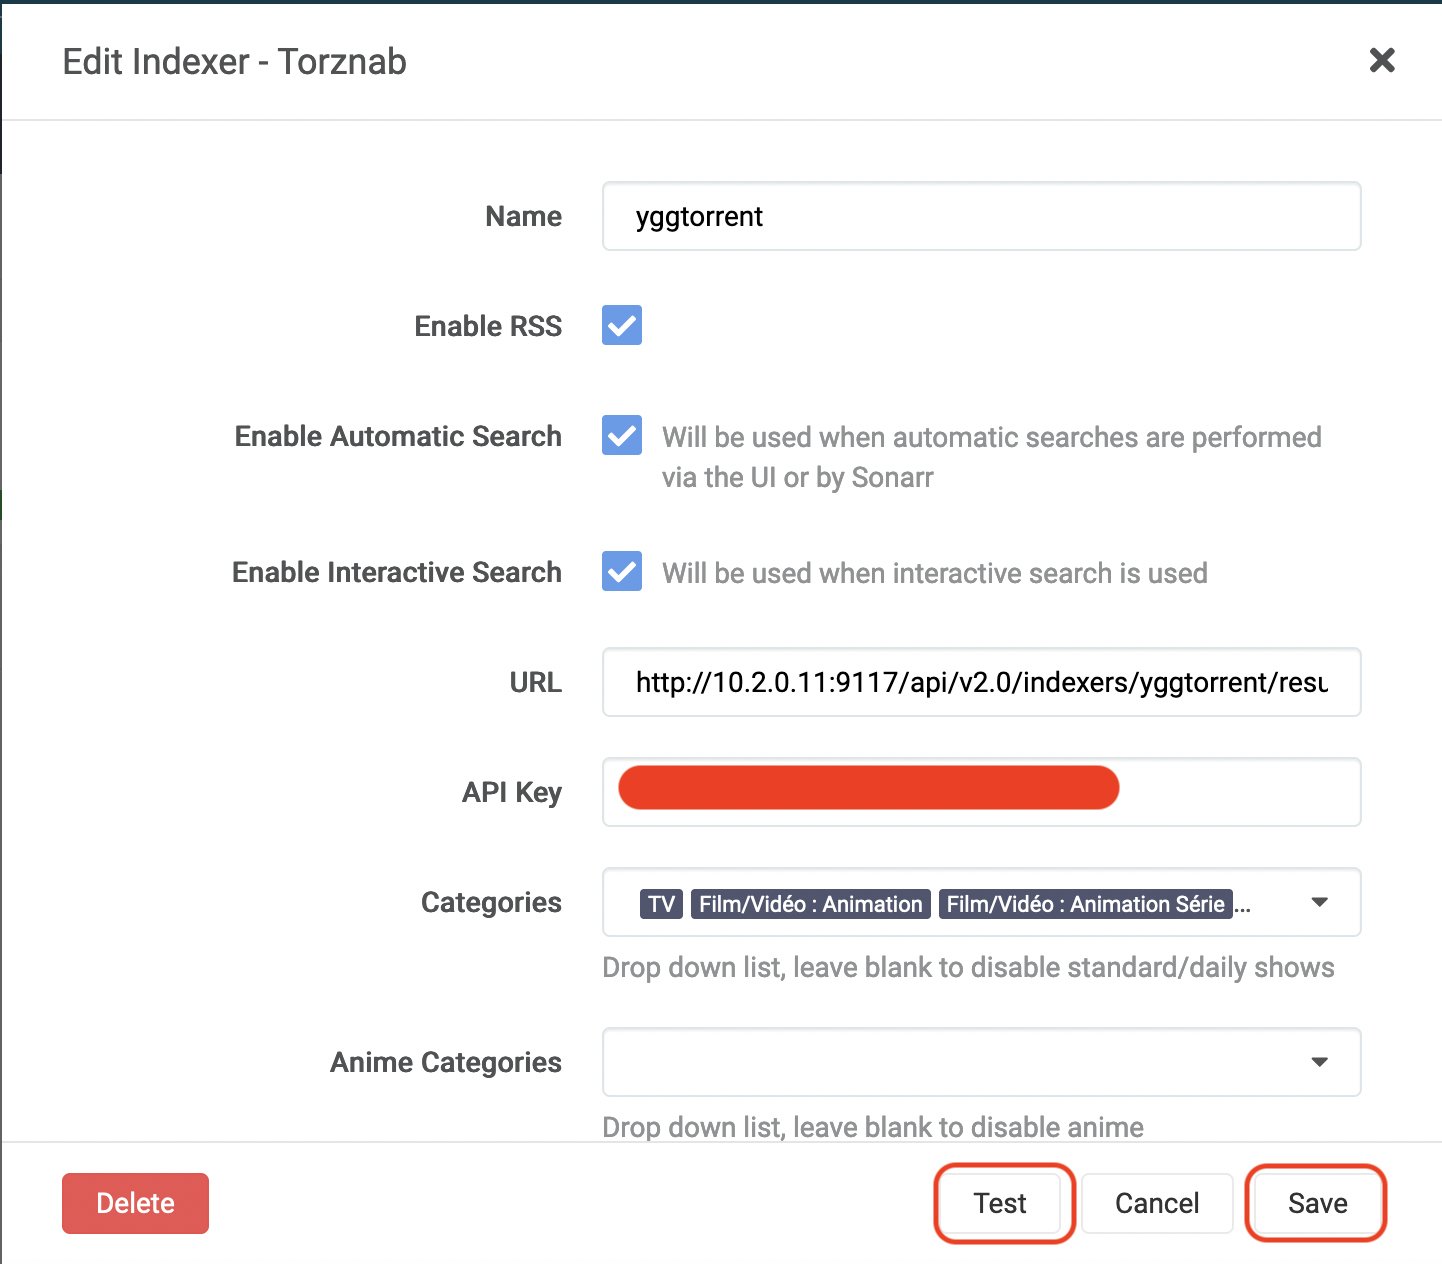 Edit Indexer - Torznab
Name
yggtorrent
Enable RSS
Enable Automatic Search
Will be used when automatic searches are performed
via the UI or by Sonarr
Enable Interactive Search
Will be used when interactive search is used
URL
http://10.2.0.11:9117/api/v2.0/indexers/yggtorrent/resu
API Key
Categories
TV Film/Vidéo : Animation Film/Vidéo : Animation Série ...
Drop down list, leave blank to disable standard/daily shows
Anime Categories
Drop down list, leave blank to disable anime
Delete
Test
Cancel
Save